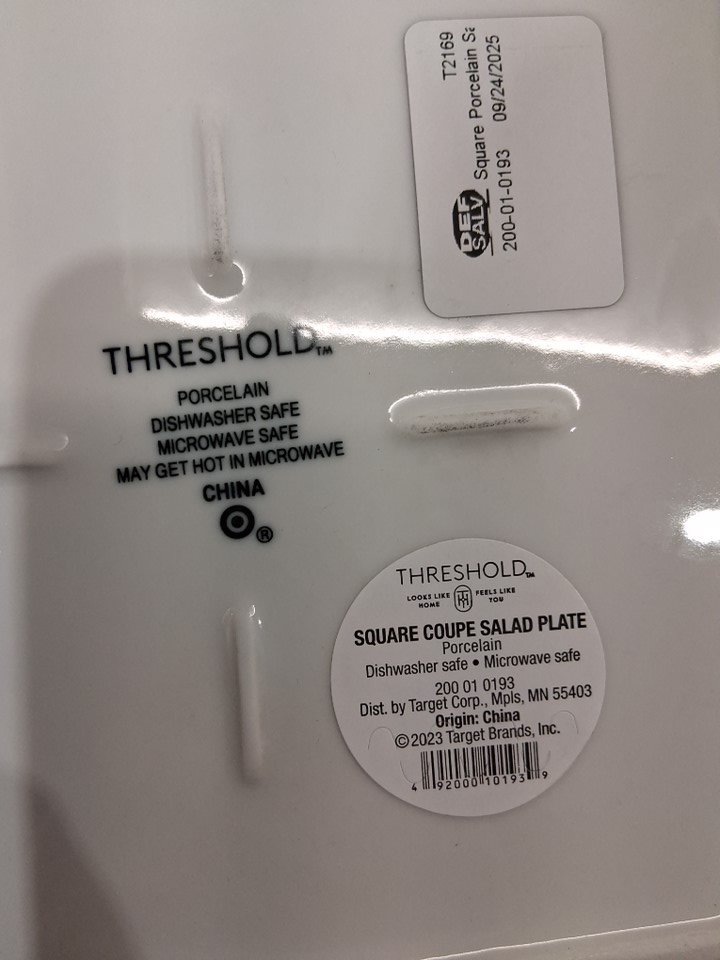 T2169
DEF SALV Square Porcelain Sa
200-01-0193 09/24/2025
THRESHOLD™
PORCELAIN
DISHWASHER SAFE
MICROWAVE SAFE
MAY GET HOT IN MICROWAVE
CHINA
®
THRESHOLD™
LOOKS LIKE HOME FEELS LIKE YOU
SQUARE COUPE SALAD PLATE
Porcelain
Dishwasher safe • Microwave safe
200 01 0193
Dist. by Target Corp., Mpls, MN 55403
Origin: China
©2023 Target Brands, Inc.
4 92000 10193 9